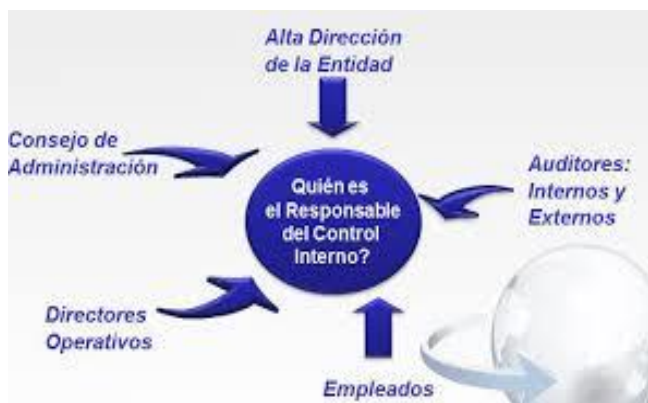 Alta Dirección
de la Entidad
Consejo de
Administración
Quién es
el Responsable
del Control
Interno?
Auditores:
Internos y
Externos
Directores
Operativos
Empleados